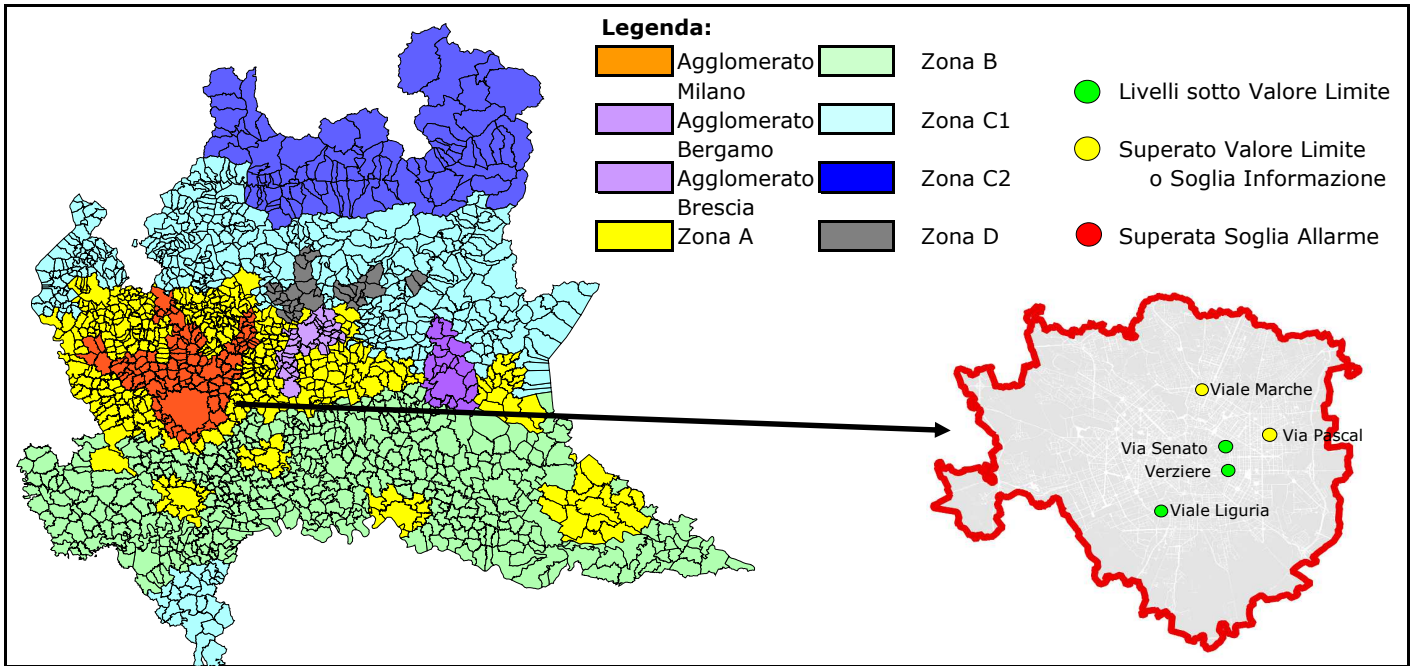 Legenda:
Agglomerato
Milano
Agglomerato
Bergamo
Agglomerato
Brescia
Zona A
Zona B
Zona C1
Zona C2
Zona D
Livelli sotto Valore Limite
Superato Valore Limite
o Soglia Informazione
Superata Soglia Allarme
Viale Marche
Via Pascal
Via Senato
Verziere
Viale Liguria